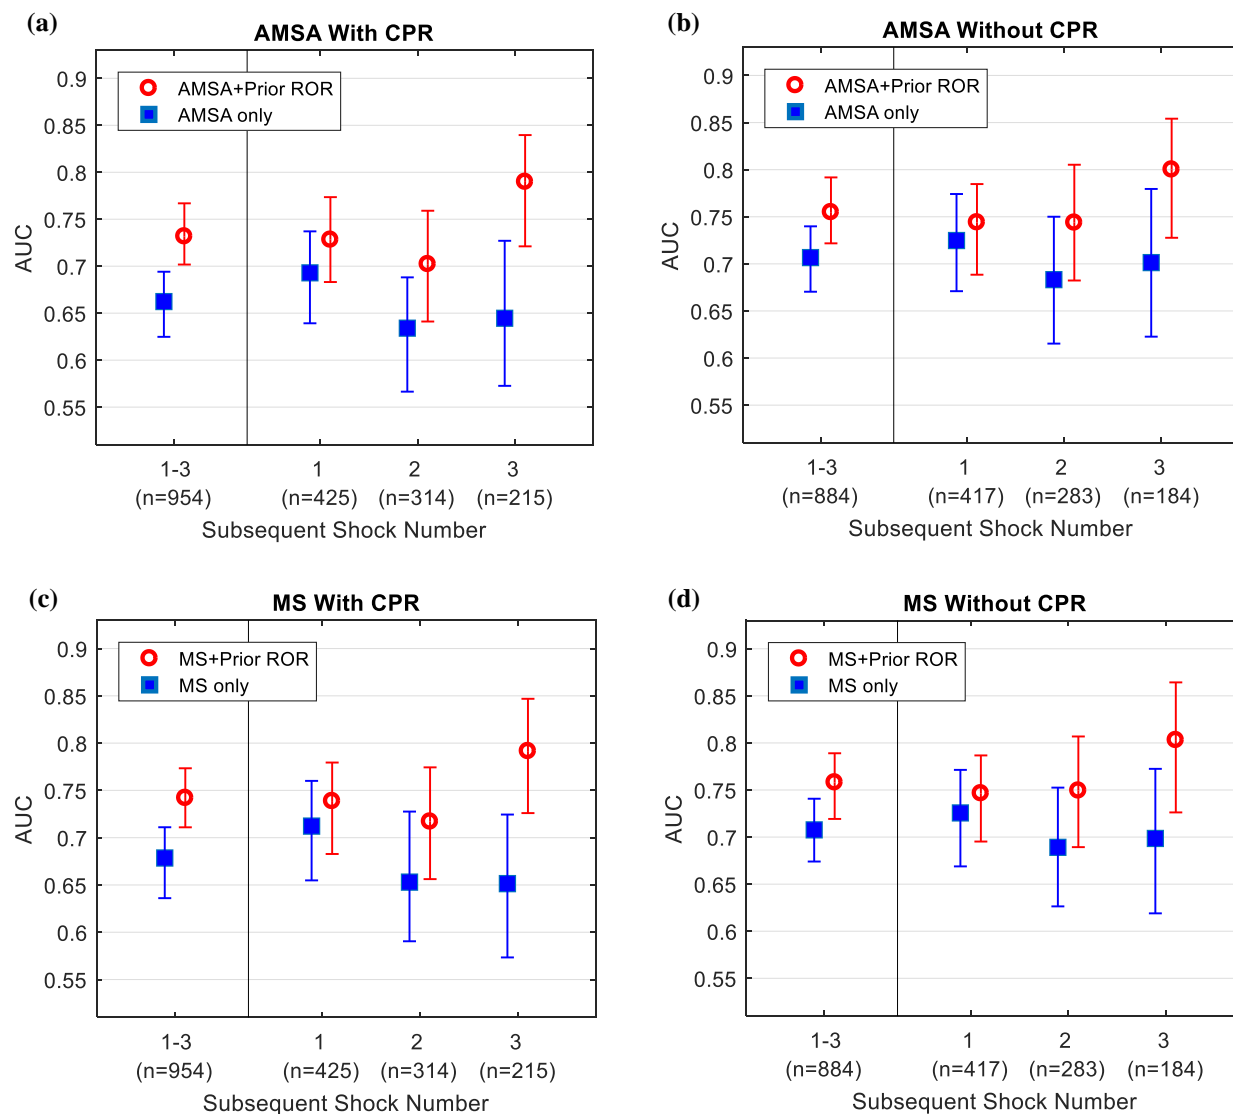 (a)
AMSA With CPR
AMSA+Prior ROR
AMSA only
AUC
0.9
0.85
0.8
0.75
0.7
0.65
0.6
0.55
1-3 1 2 3
(n=954) (n=425) (n=314) (n=215)
Subsequent Shock Number
(b)
AMSA Without CPR
AMSA+Prior ROR
AMSA only
AUC
0.9
0.85
0.8
0.75
0.7
0.65
0.6
0.55
1-3 1 2 3
(n=884) (n=417) (n=283) (n=184)
Subsequent Shock Number
(c)
MS With CPR
MS+Prior ROR
MS only
AUC
0.9
0.85
0.8
0.75
0.7
0.65
0.6
0.55
1-3 1 2 3
(n=954) (n=425) (n=314) (n=215)
Subsequent Shock Number
(d)
MS Without CPR
MS+Prior ROR
MS only
AUC
0.9
0.85
0.8
0.75
0.7
0.65
0.6
0.55
1-3 1 2 3
(n=884) (n=417) (n=283) (n=184)
Subsequent Shock Number